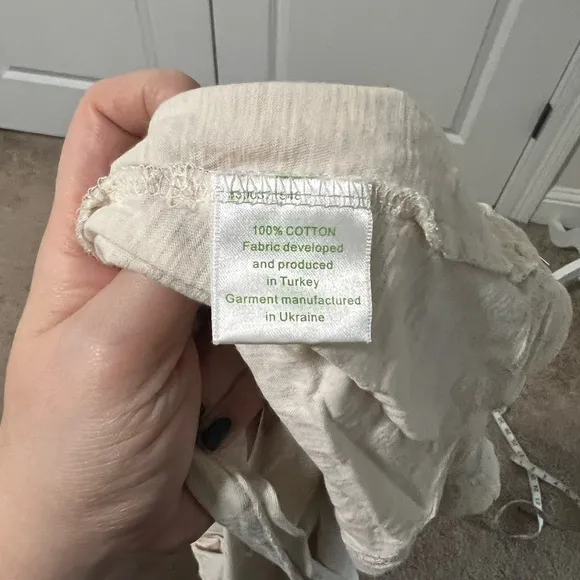 100% COTTON
Fabric developed
and produced
in Turkey
Garment manufactured
in Ukraine